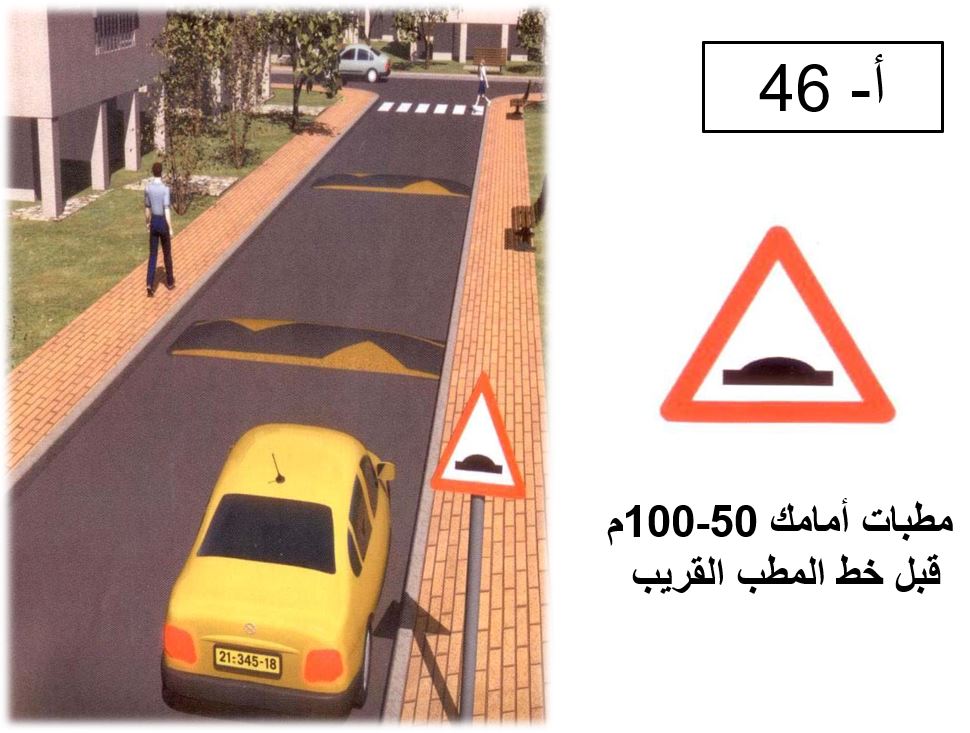 أ- 46
مطبات أمامك 50-100م
قبل خط المطب القريب
21-345-18